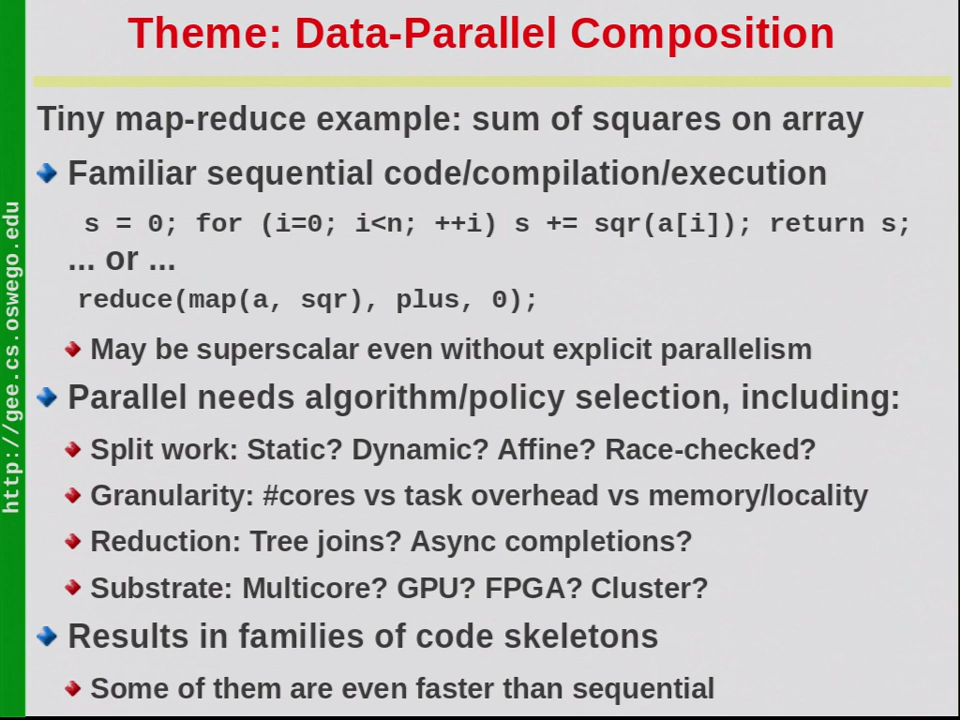 Theme: Data-Parallel Composition
Tiny map-reduce example: sum of squares on array
Familiar sequential code/compilation/execution
s = 0; for (i=0; i<n; ++i) s += sqr(a[i]); return s;
... or ...
reduce(map(a, sqr), plus, 0);
May be superscalar even without explicit parallelism
Parallel needs algorithm/policy selection, including:
Split work: Static? Dynamic? Affine? Race-checked?
Granularity: #cores vs task overhead vs memory/locality
Reduction: Tree joins? Async completions?
Substrate: Multicore? GPU? FPGA? Cluster?
Results in families of code skeletons
Some of them are even faster than sequential
http://gee.cs.oswego.edu